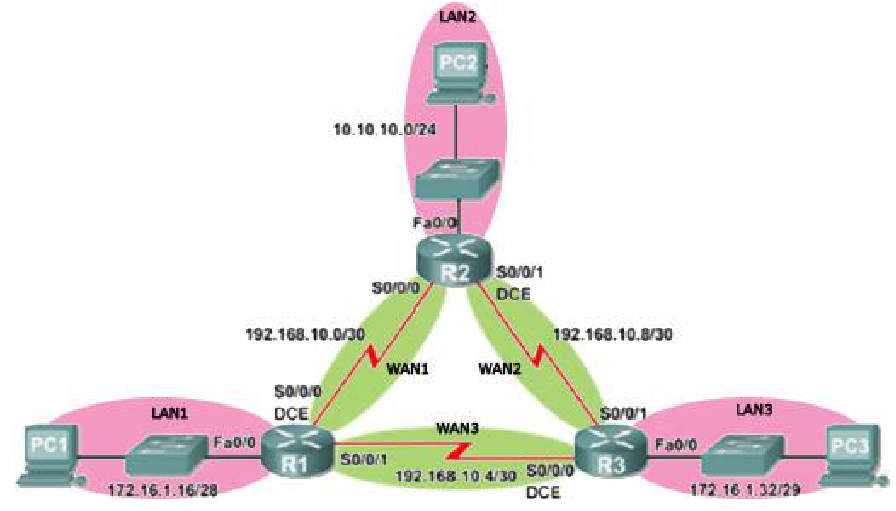 LAN2
PC2
10.10.10.0/24
Fa0/0
R2
S0/0/1
DCE
S0/0/0
192.168.10.0/30
192.168.10.8/30
WAN1
WAN2
S0/0/0
DCE
LAN1
WAN3
S0/0/1
LAN3
PC1
Fa0/0
R1
S0/0/1
192.168.10.4/30
S0/0/0
DCE
R3
Fa0/0
PC3
172.16.1.16/28
172.16.1.32/29